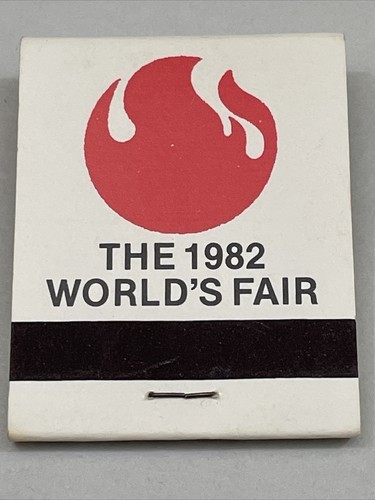 THE 1982
WORLD'S FAIR